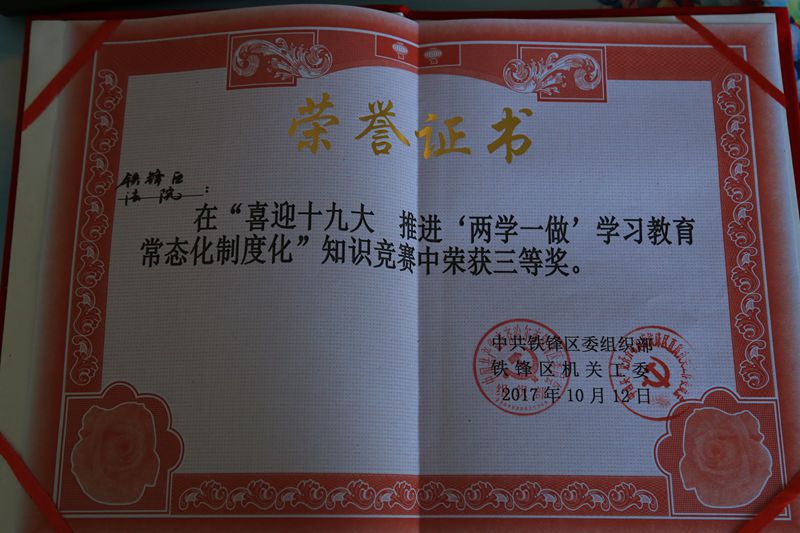 荣誉证书
铁锋区
法院：
在“喜迎十九大 推进‘两学一做’学习教育
常态化制度化”知识竞赛中荣获三等奖。
中共铁锋区委组织部
铁锋区机关工委
2017年10月12日